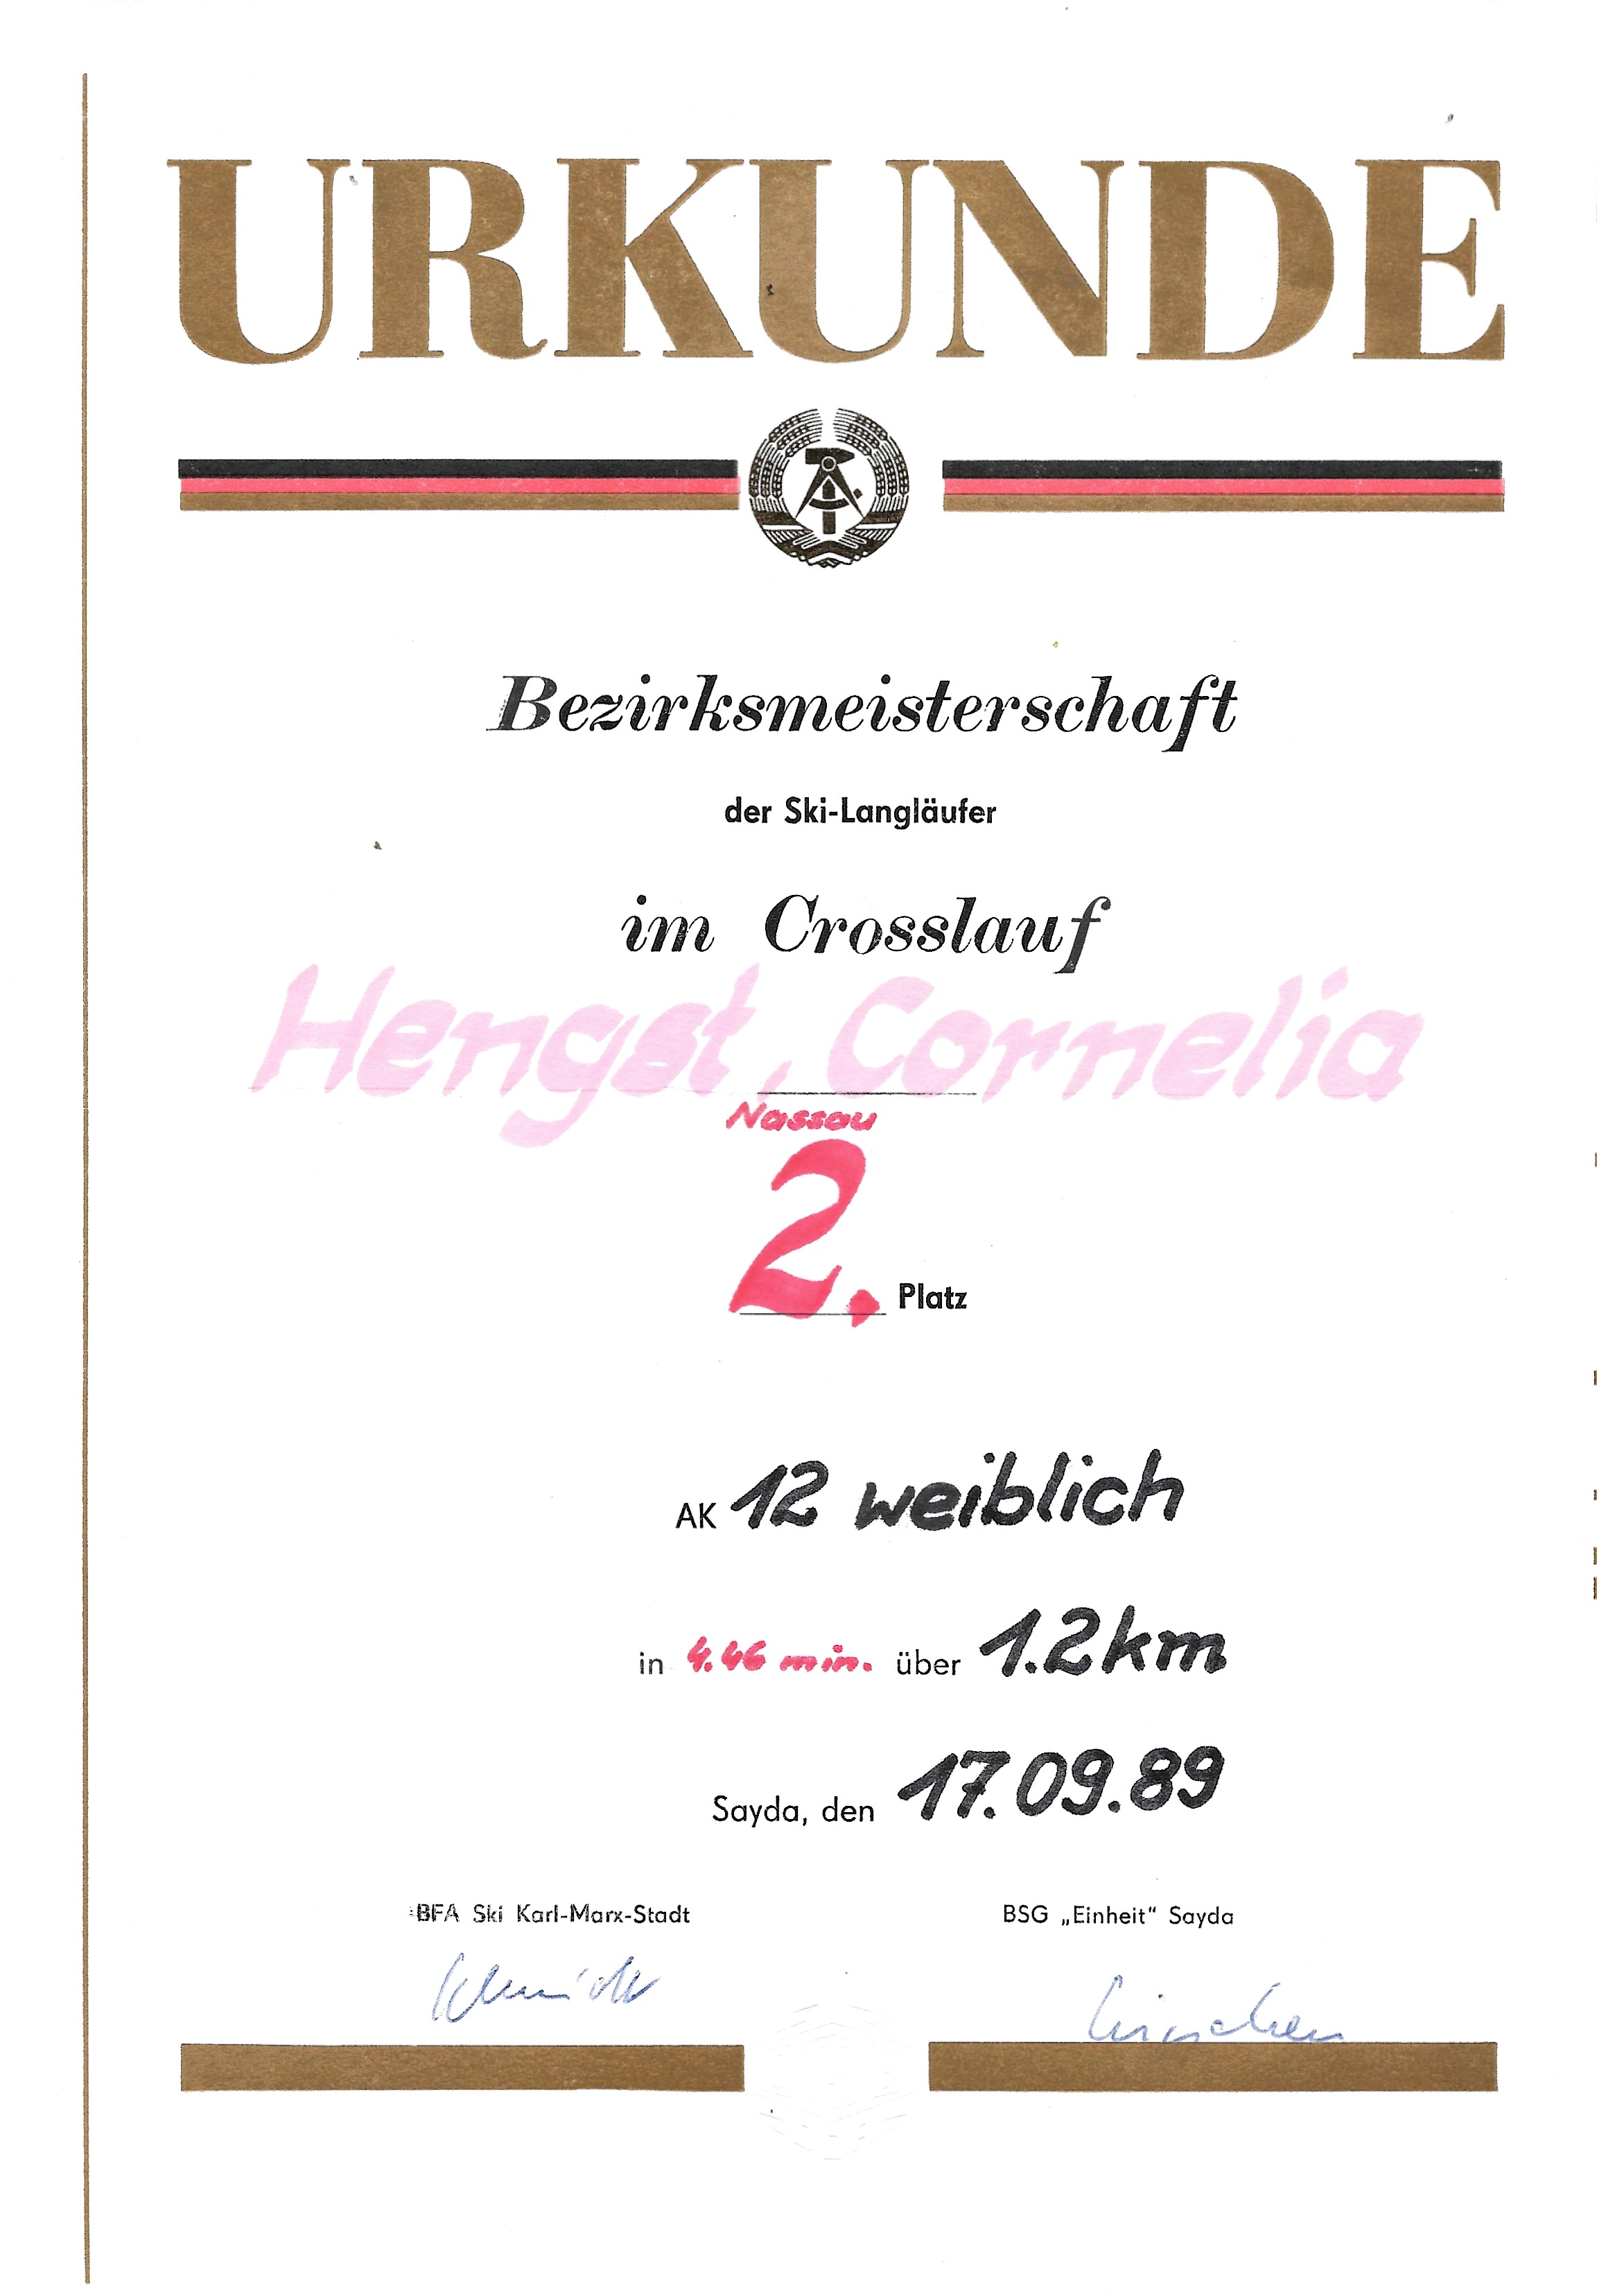 URKUNDE
Bezirksmeisterschaft
der Ski-Langläufer
im Crosslauf
Hengst, Cornelia
Nassau
2. Platz
AK 12 weiblich
in 4.46 min. über 1.2km
Sayda, den 17.09.89
BFA Ski Karl-Marx-Stadt BSG „Einheit“ Sayda